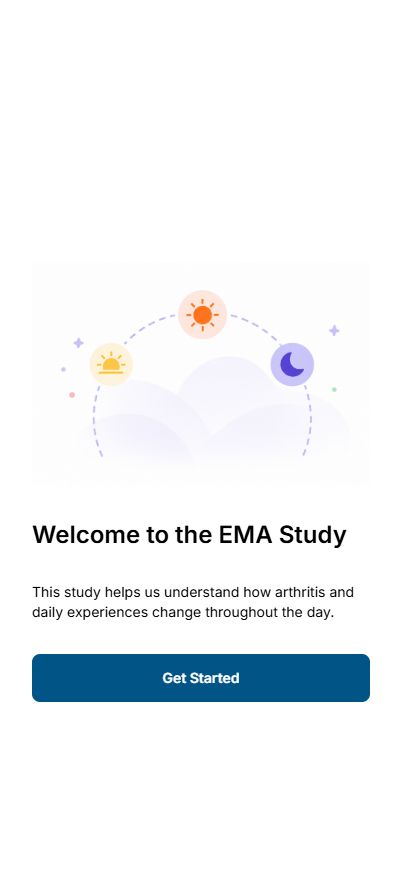 Welcome to the EMA Study
This study helps us understand how arthritis and
daily experiences change throughout the day.
Get Started